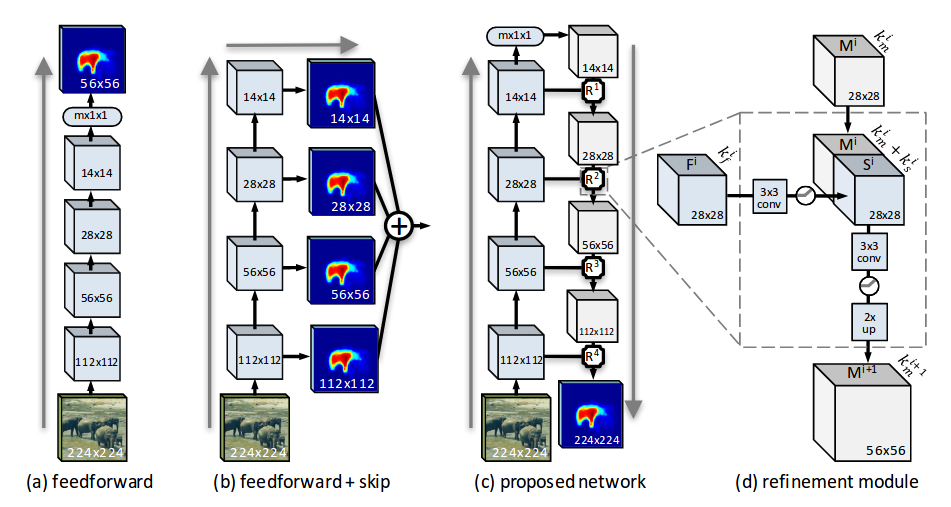 56x56
mx1x1
14x14
28x28
56x56
112x112
224x224
(a) feedforward
14x14
14x14
28x28
28x28
56x56
56x56
112x112
112x112
+
224x224
(b) feedforward + skip
mx1x1
14x14
14x14
R¹
28x28
28x28
R²
56x56
56x56
R³
112x112
112x112
R⁴
224x224
224x224
(c) proposed network
Mⁱ
kᵢₘ
28x28
Mⁱ
kᵢₘ + kᵢₛ
Fⁱ
kᵢf
Sⁱ
28x28
3x3
conv
28x28
3x3
conv
2x
up
Mⁱ⁺¹
kₘⁱ⁺¹
56x56
(d) refinement module